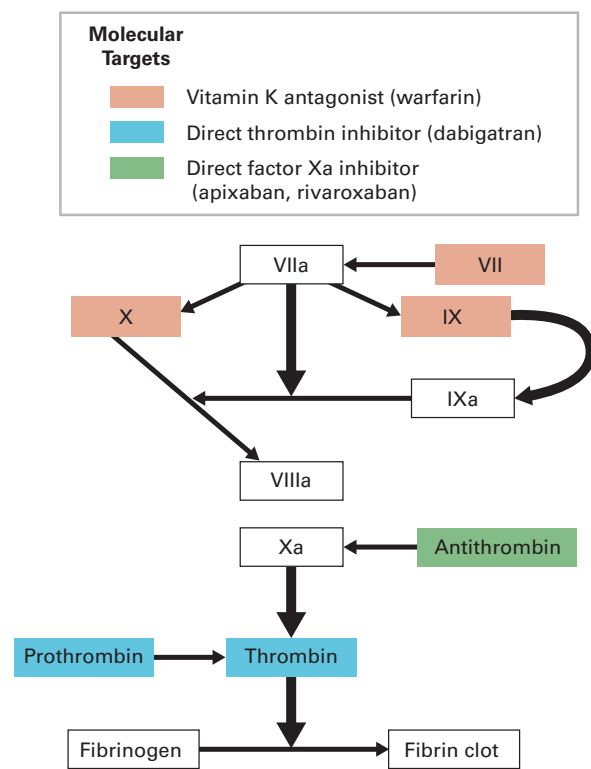 Molecular
Targets
Vitamin K antagonist (warfarin)
Direct thrombin inhibitor (dabigatran)
Direct factor Xa inhibitor
(apixaban, rivaroxaban)
VIIa
VII
X
IX
IXa
VIIIa
Xa
Antithrombin
Prothrombin
Thrombin
Fibrinogen
Fibrin clot